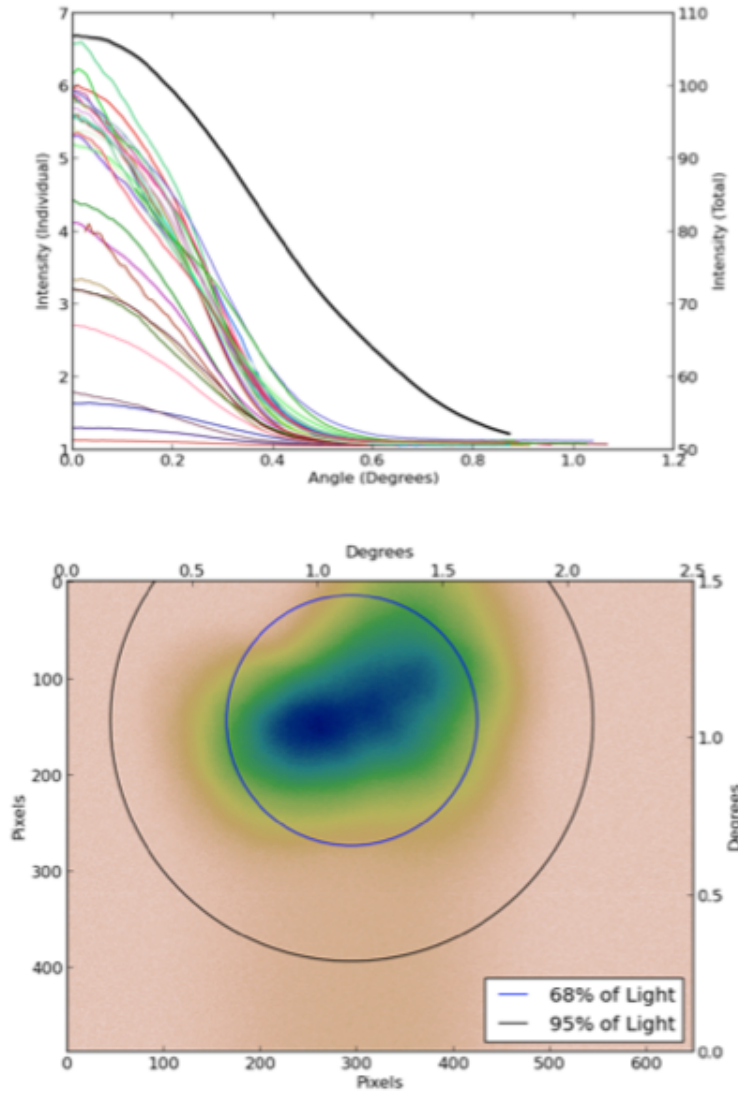 7
6
5
4
3
2
1
Intensity (Individual)
110
100
90
80
70
60
50
Intensity (Total)
0.0 0.2 0.4 0.6 0.8 1.0 1.2
Angle (Degrees)
Degrees
0.0 0.5 1.0 1.5 2.0 2.5
0
100
200
300
400
Pixels
1.5
1.0
0.5
0.0
Degrees
68% of Light
95% of Light
0 100 200 300 400 500 600
Pixels